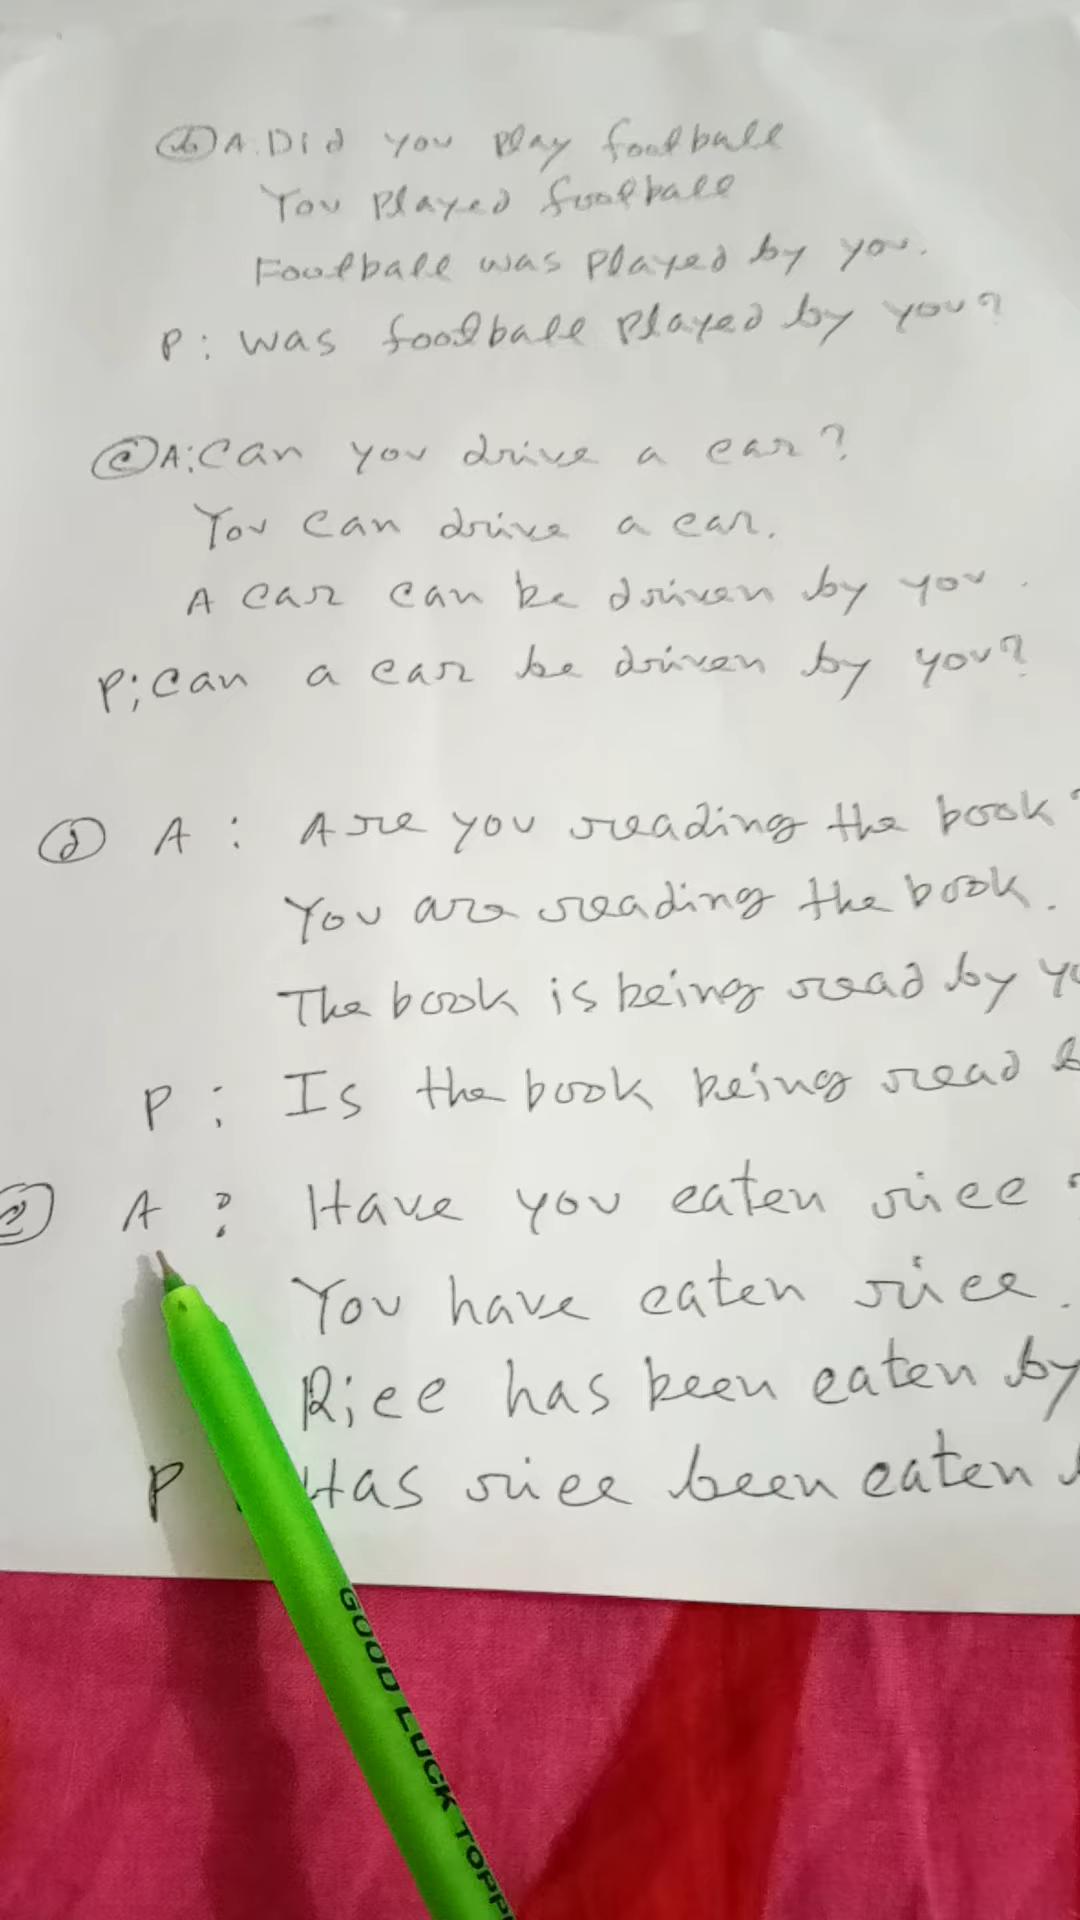 (b) A. Did you play football
You played football
Football was played by you.
P: was football played by you?
(c) A: Can you drive a car?
You can drive a car.
A car can be driven by you.
P; can a car be driven by you?
(d) A : Are you reading the book?
You are reading the book.
The book is being read by
P : Is the book being read
A : Have you eaten rice?
You have eaten rice.
Rice has been eaten by
P : Has rice been eaten
GOOD LUCK TOPP